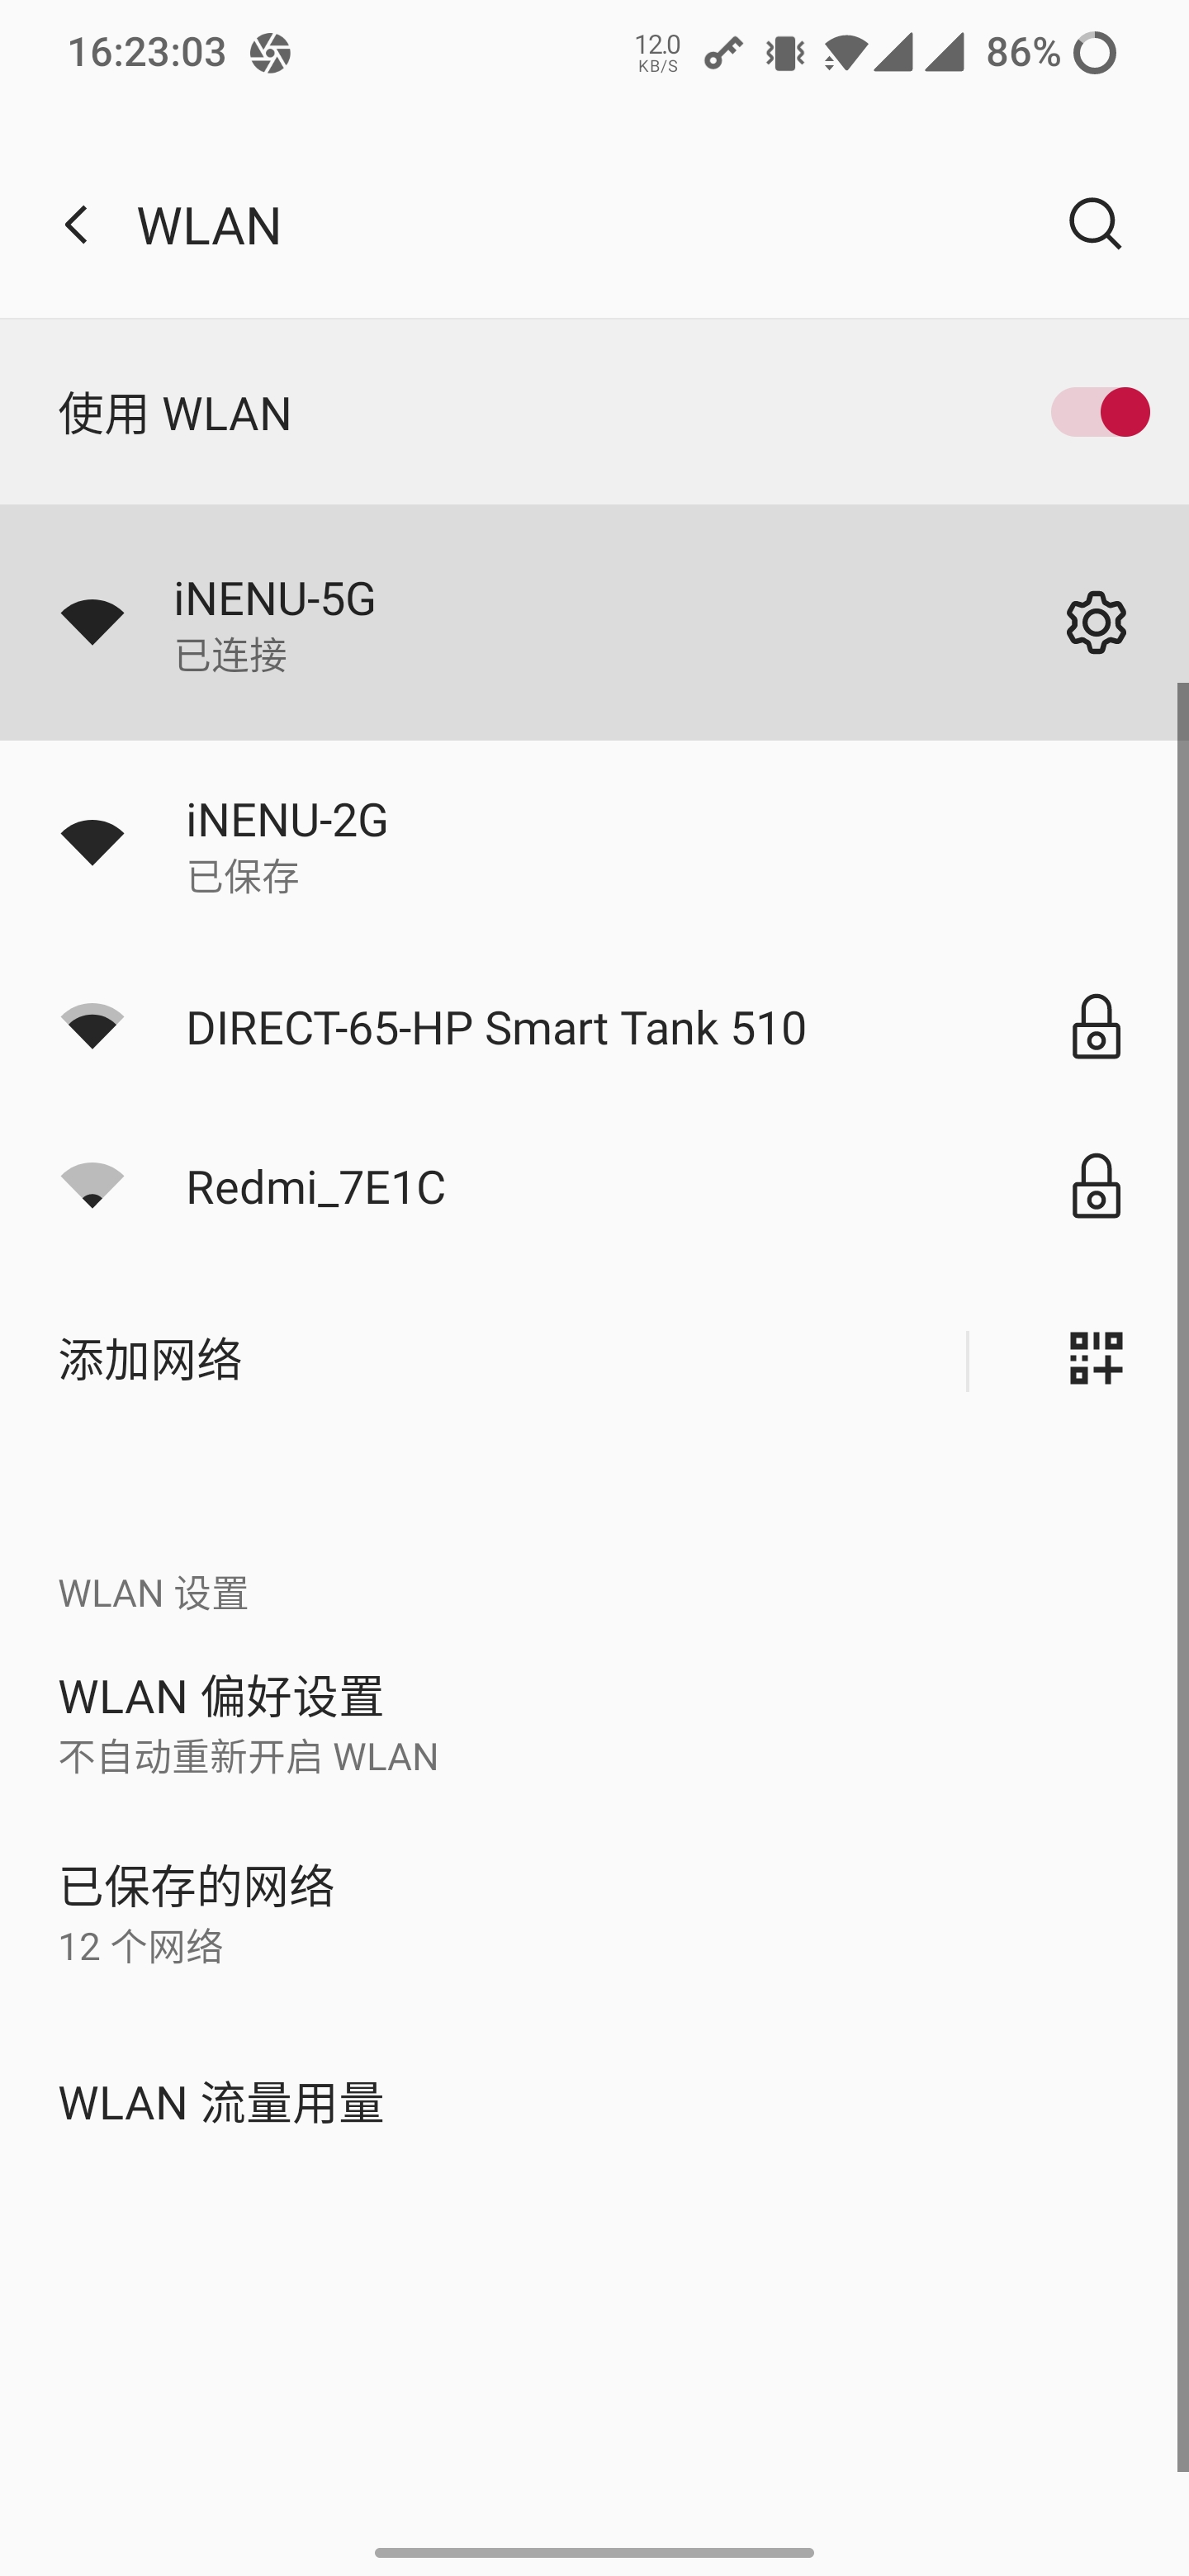 16:23:03
12.0
KB/S
86%
WLAN
使用 WLAN
iNENU-5G
已连接
iNENU-2G
已保存
DIRECT-65-HP Smart Tank 510
Redmi_7E1C
添加网络
WLAN 设置
WLAN 偏好设置
不自动重新开启 WLAN
已保存的网络
12 个网络
WLAN 流量用量